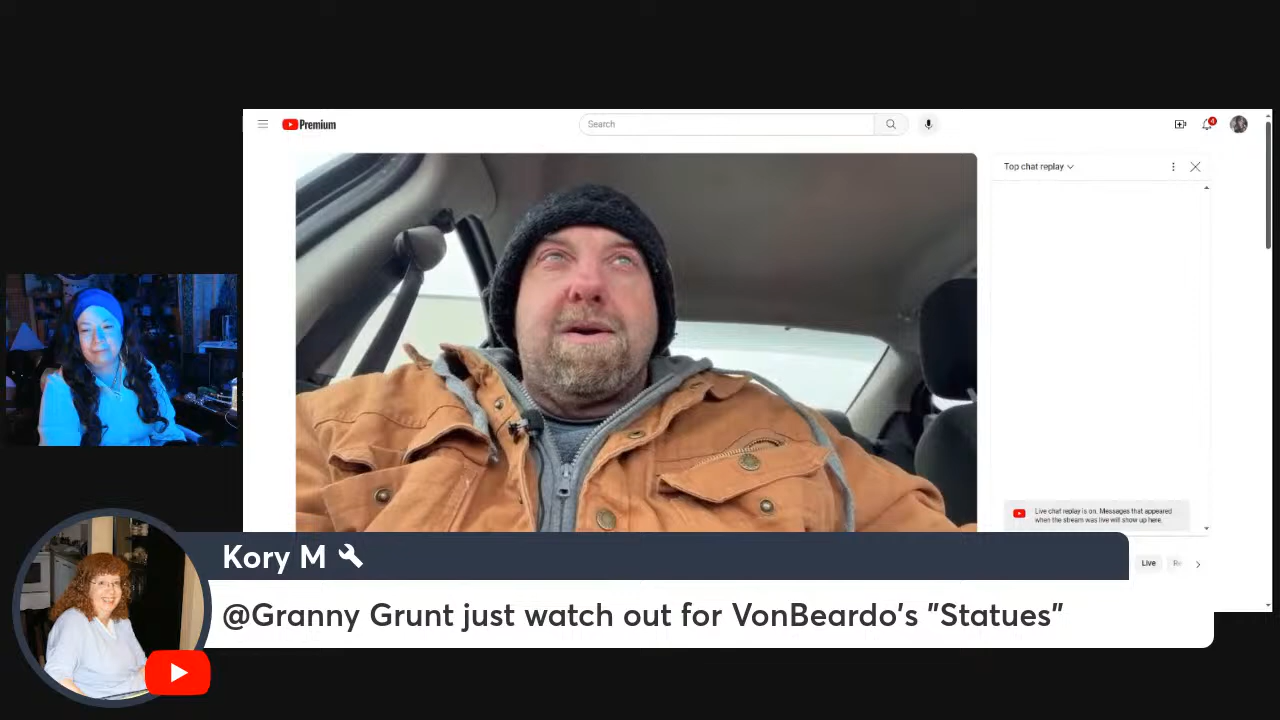 Premium
Search
4
Top chat replay
Live chat replay is on. Messages that appeared
when the stream was live will show up here.
Live
Kory M
@Granny Grunt just watch out for VonBeardo's "Statues"